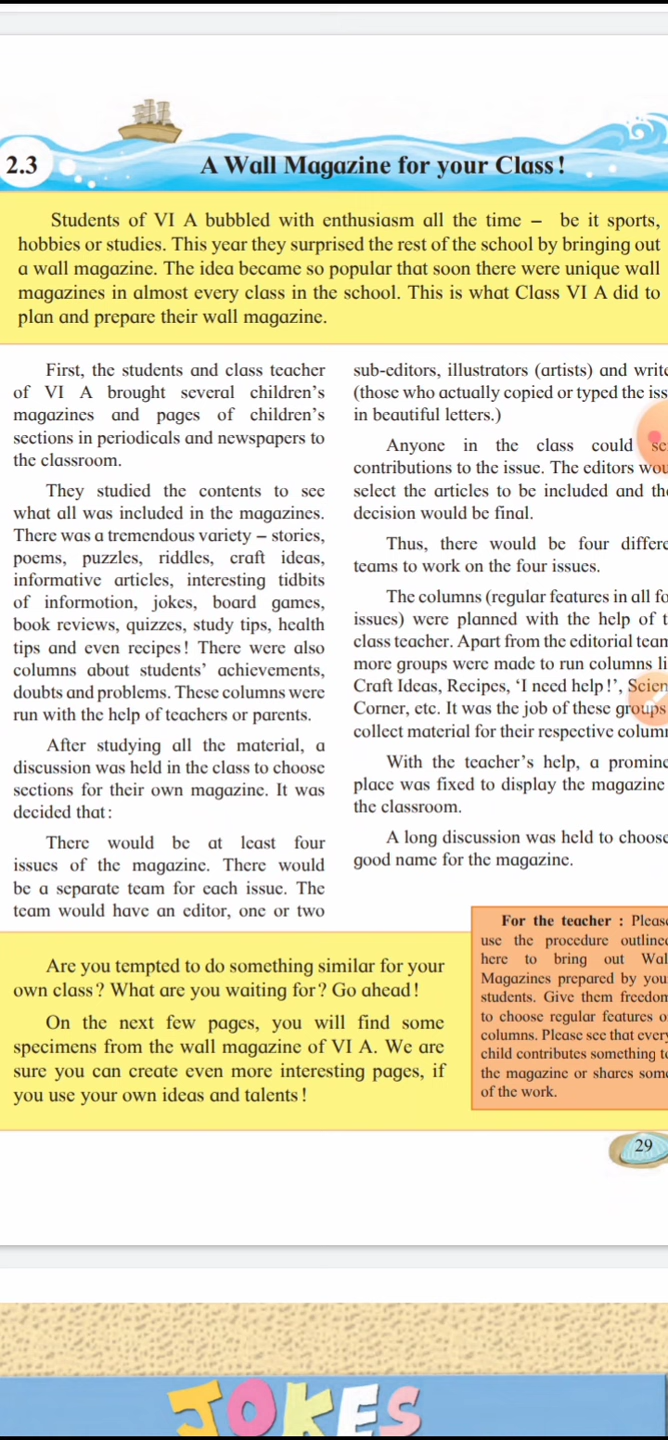 2.3
A Wall Magazine for your Class!
Students of VI A bubbled with enthusiasm all the time – be it sports,
hobbies or studies. This year they surprised the rest of the school by bringing out
a wall magazine. The idea became so popular that soon there were unique wall
magazines in almost every class in the school. This is what Class VI A did to
plan and prepare their wall magazine.
First, the students and class teacher
of VI A brought several children's
magazines and pages of children's
sections in periodicals and newspapers to
the classroom.
They studied the contents to see
what all was included in the magazines.
There was a tremendous variety – stories,
poems, puzzles, riddles, craft ideas,
informative articles, interesting tidbits
of informotion, jokes, board games,
book reviews, quizzes, study tips, health
tips and even recipes! There were also
columns about students' achievements,
doubts and problems. These columns were
run with the help of teachers or parents.
After studying all the material, a
discussion was held in the class to choose
sections for their own magazine. It was
decided that:
There would be at least four
issues of the magazine. There would
be a separate team for each issue. The
team would have an editor, one or two
sub-editors, illustrators (artists) and
(those who actually copied or typed the
in beautiful letters.)
Anyone in the class could
contributions to the issue. The editors
select the articles to be included and
decision would be final.
Thus, there would be four
teams to work on the four issues.
The columns (regular features in all
issues) were planned with the help of
class teacher. Apart from the editorial
more groups were made to run columns
Craft Ideas, Recipes, 'I need help!',
Corner, etc. It was the job of these groups
collect material for their respective
With the teacher's help, a
place was fixed to display the magazine
the classroom.
A long discussion was held to choose
good name for the magazine.
Are you tempted to do something similar for your
own class? What are you waiting for? Go ahead!
On the next few pages, you will find some
specimens from the wall magazine of VI A. We are
sure you can create even more interesting pages, if
you use your own ideas and talents!
For the teacher : Please
use the procedure outlined
here to bring out
Magazines prepared by
students. Give them freedom
to choose regular features
columns. Please see that every
child contributes something
the magazine or shares some
of the work.
29
JOKES